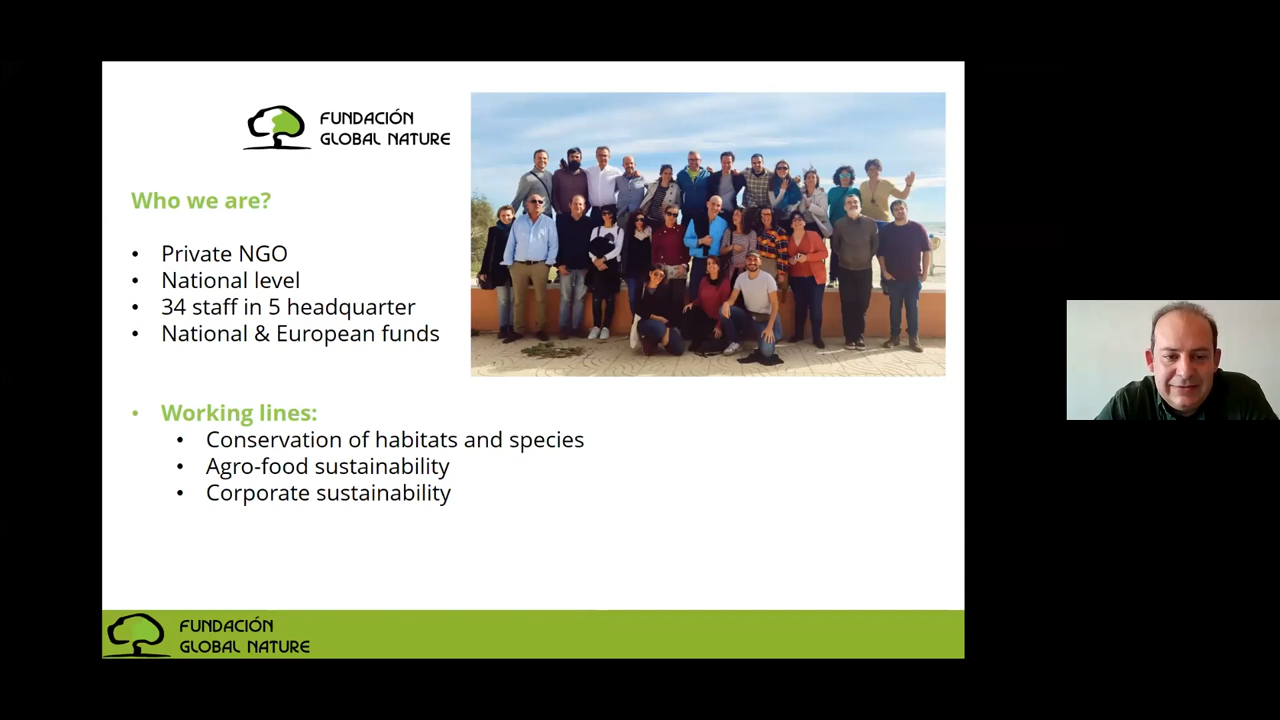 FUNDACIÓN
GLOBAL NATURE
Who we are?
• Private NGO
• National level
• 34 staff in 5 headquarter
• National & European funds
• Working lines:
• Conservation of habitats and species
• Agro-food sustainability
• Corporate sustainability
FUNDACIÓN
GLOBAL NATURE